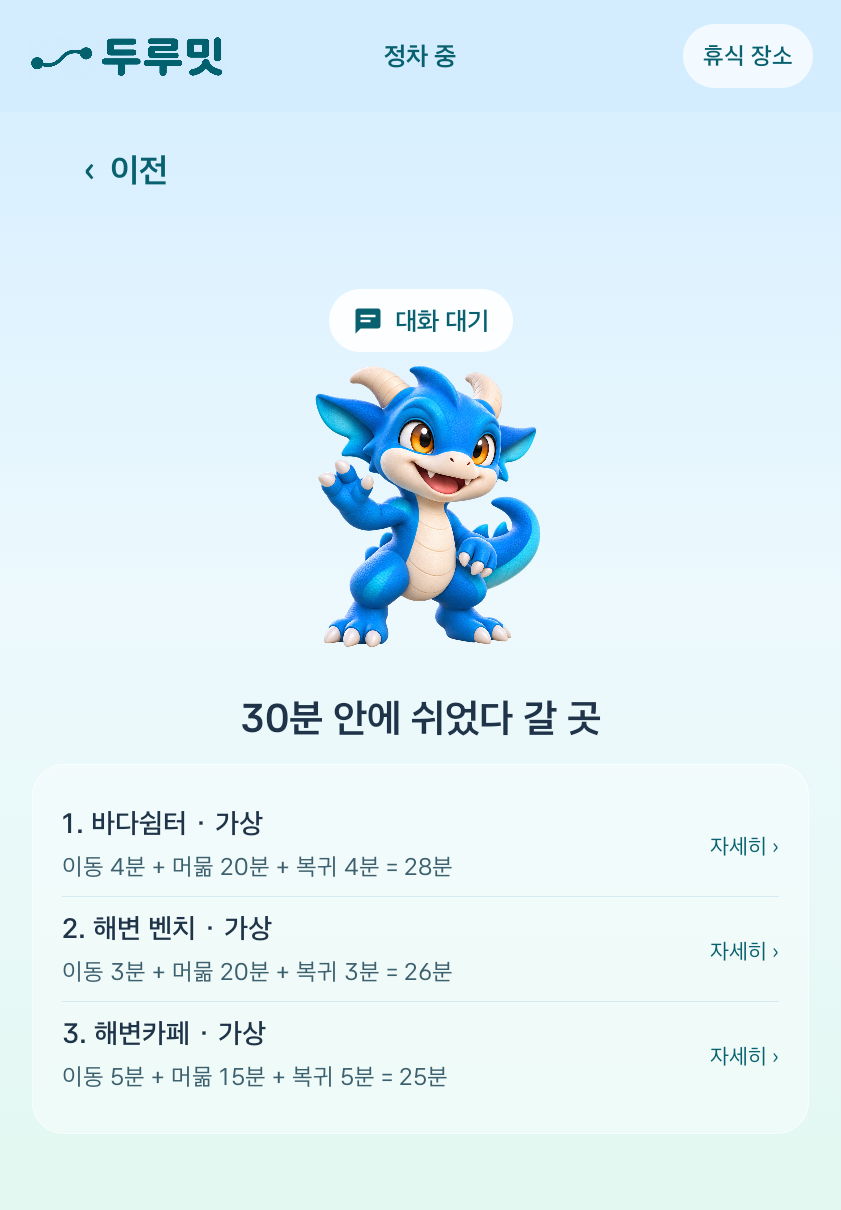 두루밋
정차 중
휴식 장소
‹ 이전
대화 대기
30분 안에 쉬었다 갈 곳
1. 바다쉼터 · 가상
이동 4분 + 머묾 20분 + 복귀 4분 = 28분
자세히 ›
2. 해변 벤치 · 가상
이동 3분 + 머묾 20분 + 복귀 3분 = 26분
자세히 ›
3. 해변카페 · 가상
이동 5분 + 머묾 15분 + 복귀 5분 = 25분
자세히 ›